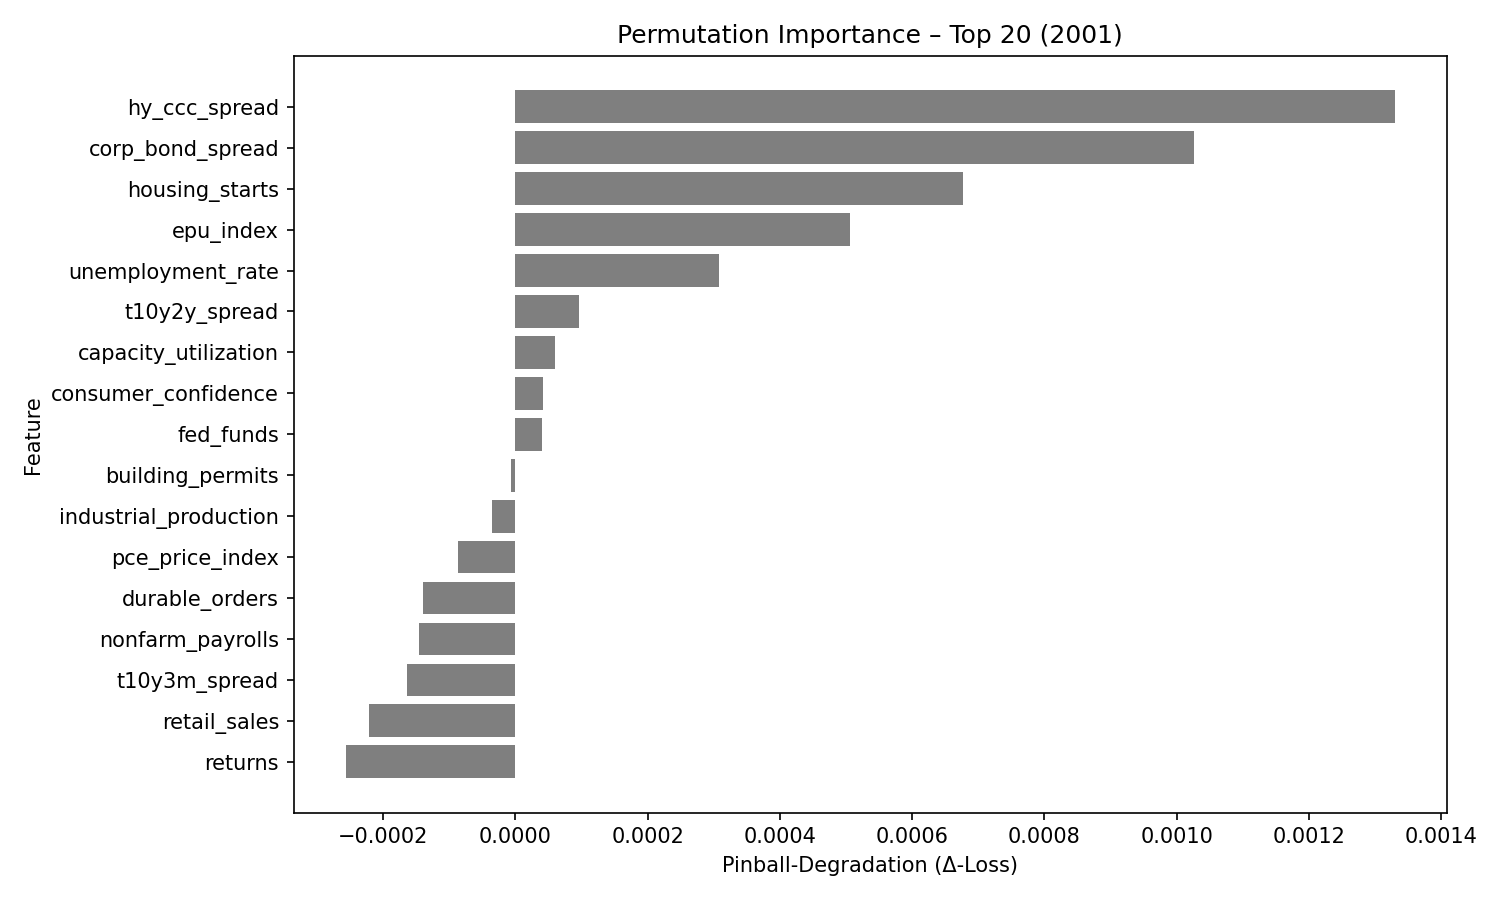 Permutation Importance – Top 20 (2001)
hy_ccc_spread
corp_bond_spread
housing_starts
epu_index
unemployment_rate
t10y2y_spread
capacity_utilization
consumer_confidence
fed_funds
building_permits
industrial_production
pce_price_index
durable_orders
nonfarm_payrolls
t10y3m_spread
retail_sales
returns
Feature
−0.0002 0.0000 0.0002 0.0004 0.0006 0.0008 0.0010 0.0012 0.0014
Pinball-Degradation (Δ-Loss)